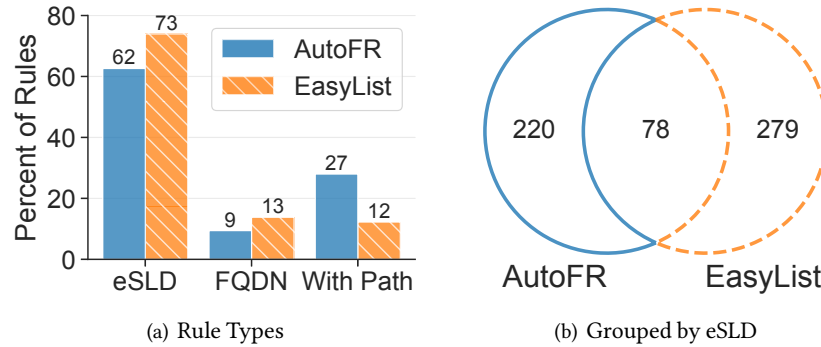 Percent of Rules
80
60
40
20
0
62
73
9
13
27
12
AutoFR
EasyList
eSLD
FQDN
With Path
(a) Rule Types
220
78
279
AutoFR
EasyList
(b) Grouped by eSLD